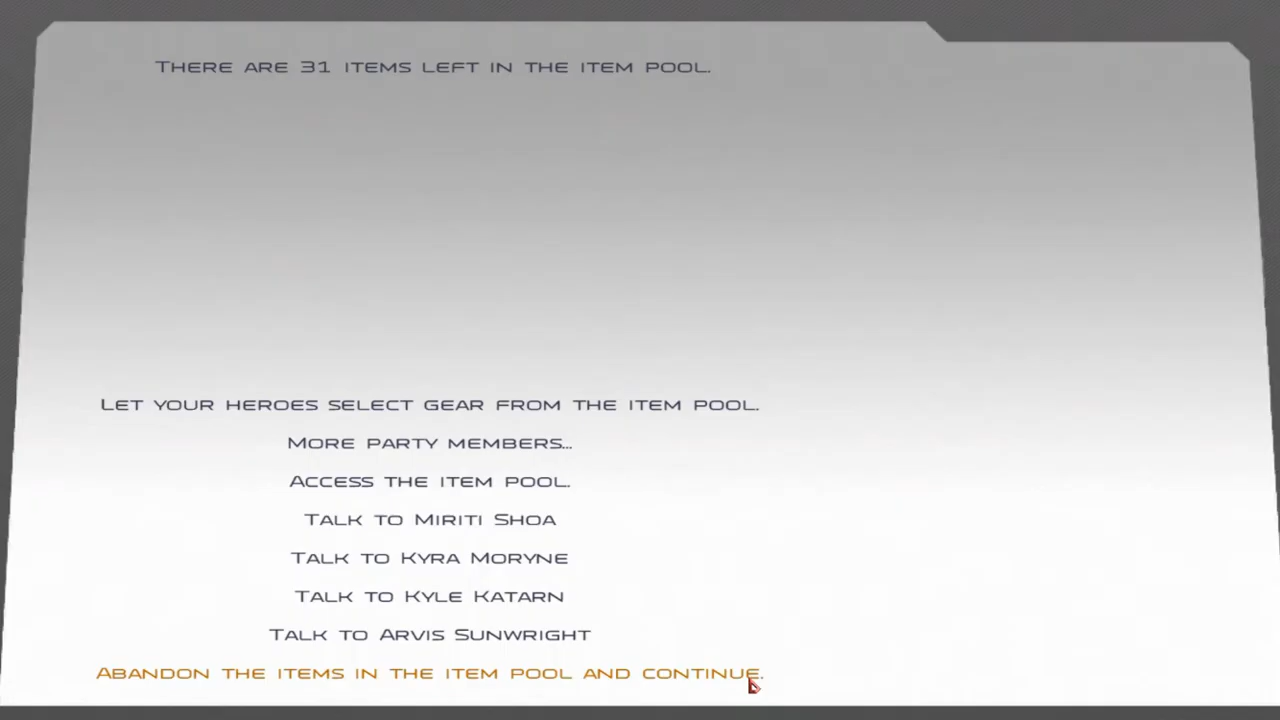 There are 31 items left in the item pool.
Let your heroes select gear from the item pool.
More party members...
Access the item pool.
Talk to Miriti Shoa
Talk to Kyra Moryne
Talk to Kyle Katarn
Talk to Arvis Sunwright
Abandon the items in the item pool and continue.